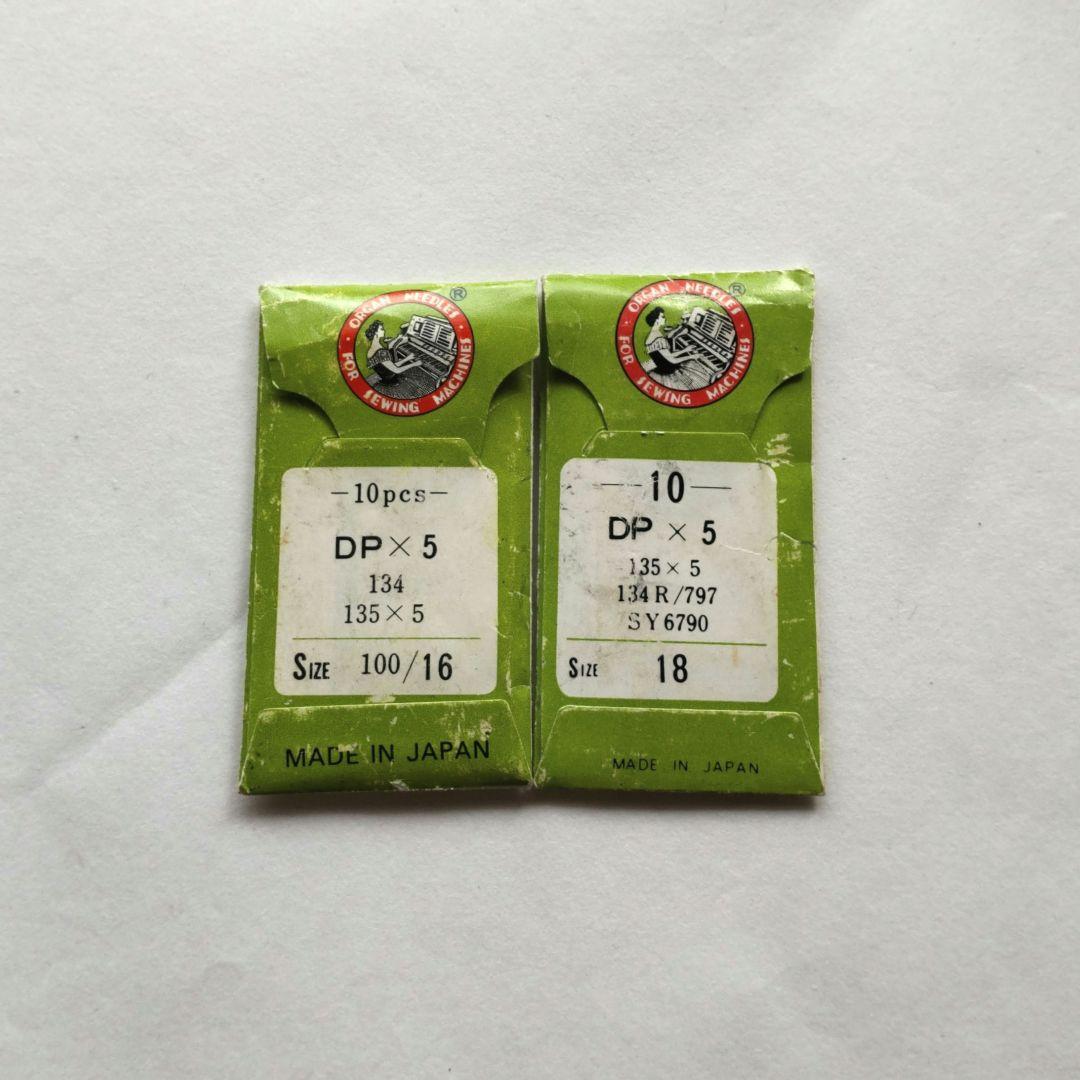 ORGAN NEEDLES ®
FOR SEWING MACHINES
-10pcs-
DP × 5
134
135 × 5
SIZE 100/16
MADE IN JAPAN
ORGAN NEEDLES ®
FOR SEWING MACHINES
—10—
DP × 5
135 × 5
134 R/797
SY6790
SIZE 18
MADE IN JAPAN